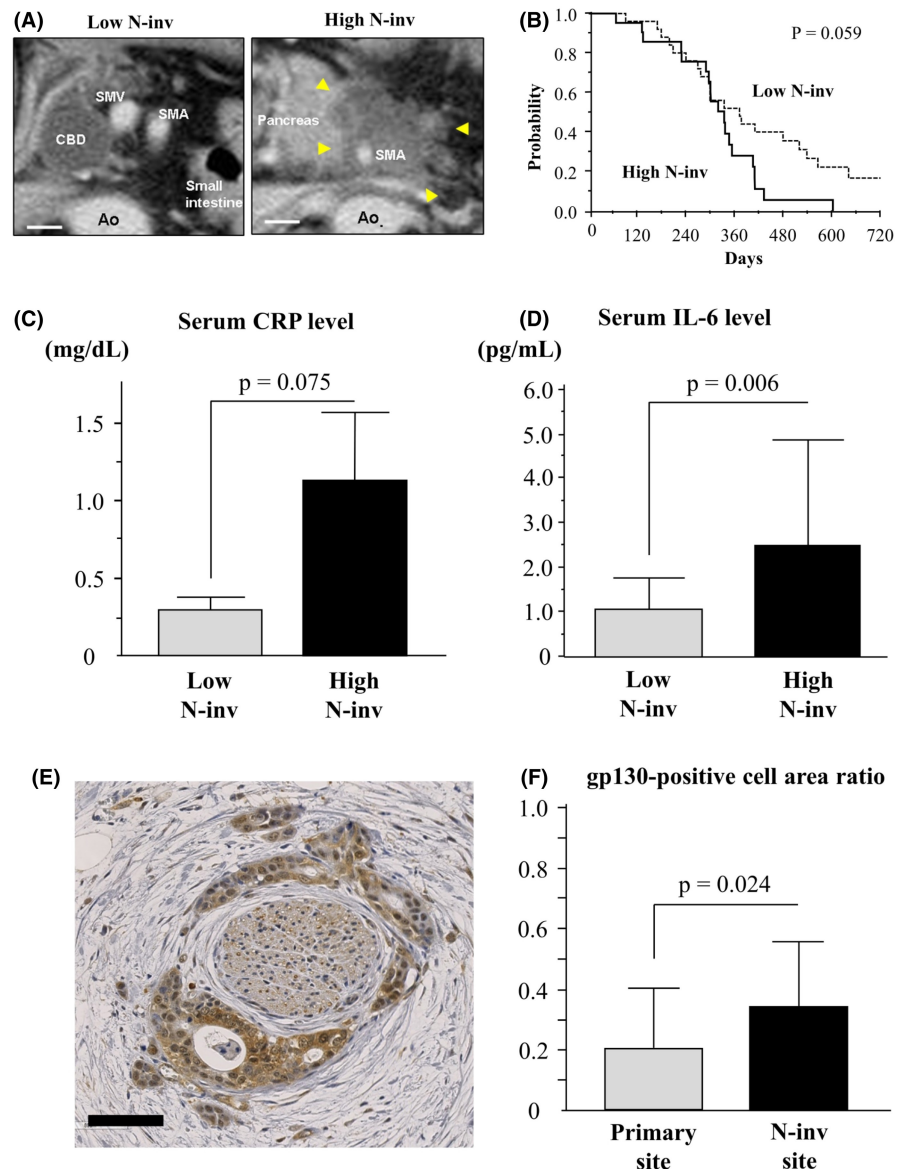 (A)
Low N-inv
High N-inv
SMV
SMA
CBD
Small
intestine
Ao
Pancreas
SMA
Ao
(B)
P = 0.059
Low N-inv
High N-inv
Probability
1.0
0.8
0.6
0.4
0.2
0.0
0 120 240 360 480 600 720
Days
(C)
Serum CRP level
(mg/dL)
p = 0.075
1.5
1.0
0.5
0
Low
N-inv
High
N-inv
(D)
Serum IL-6 level
(pg/mL)
p = 0.006
6.0
5.0
4.0
3.0
2.0
1.0
0
Low
N-inv
High
N-inv
(E)
(F)
gp130-positive cell area ratio
p = 0.024
1.0
0.8
0.6
0.4
0.2
0
Primary
site
N-inv
site